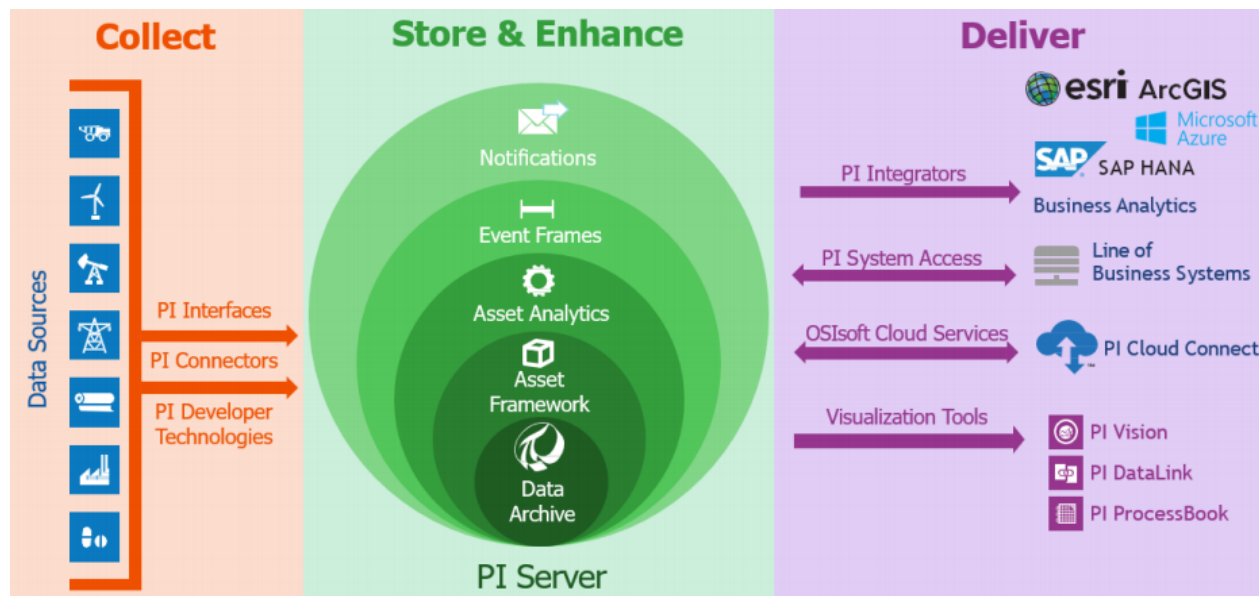 Collect
Data Sources
PI Interfaces
PI Connectors
PI Developer
Technologies
Store & Enhance
Notifications
Event Frames
Asset Analytics
Asset
Framework
Data
Archive
PI Server
Deliver
esri ArcGIS
Microsoft
Azure
SAP SAP HANA
PI Integrators
Business Analytics
PI System Access
Line of
Business Systems
OSIsoft Cloud Services
PI Cloud Connect
Visualization Tools
PI Vision
PI DataLink
PI ProcessBook